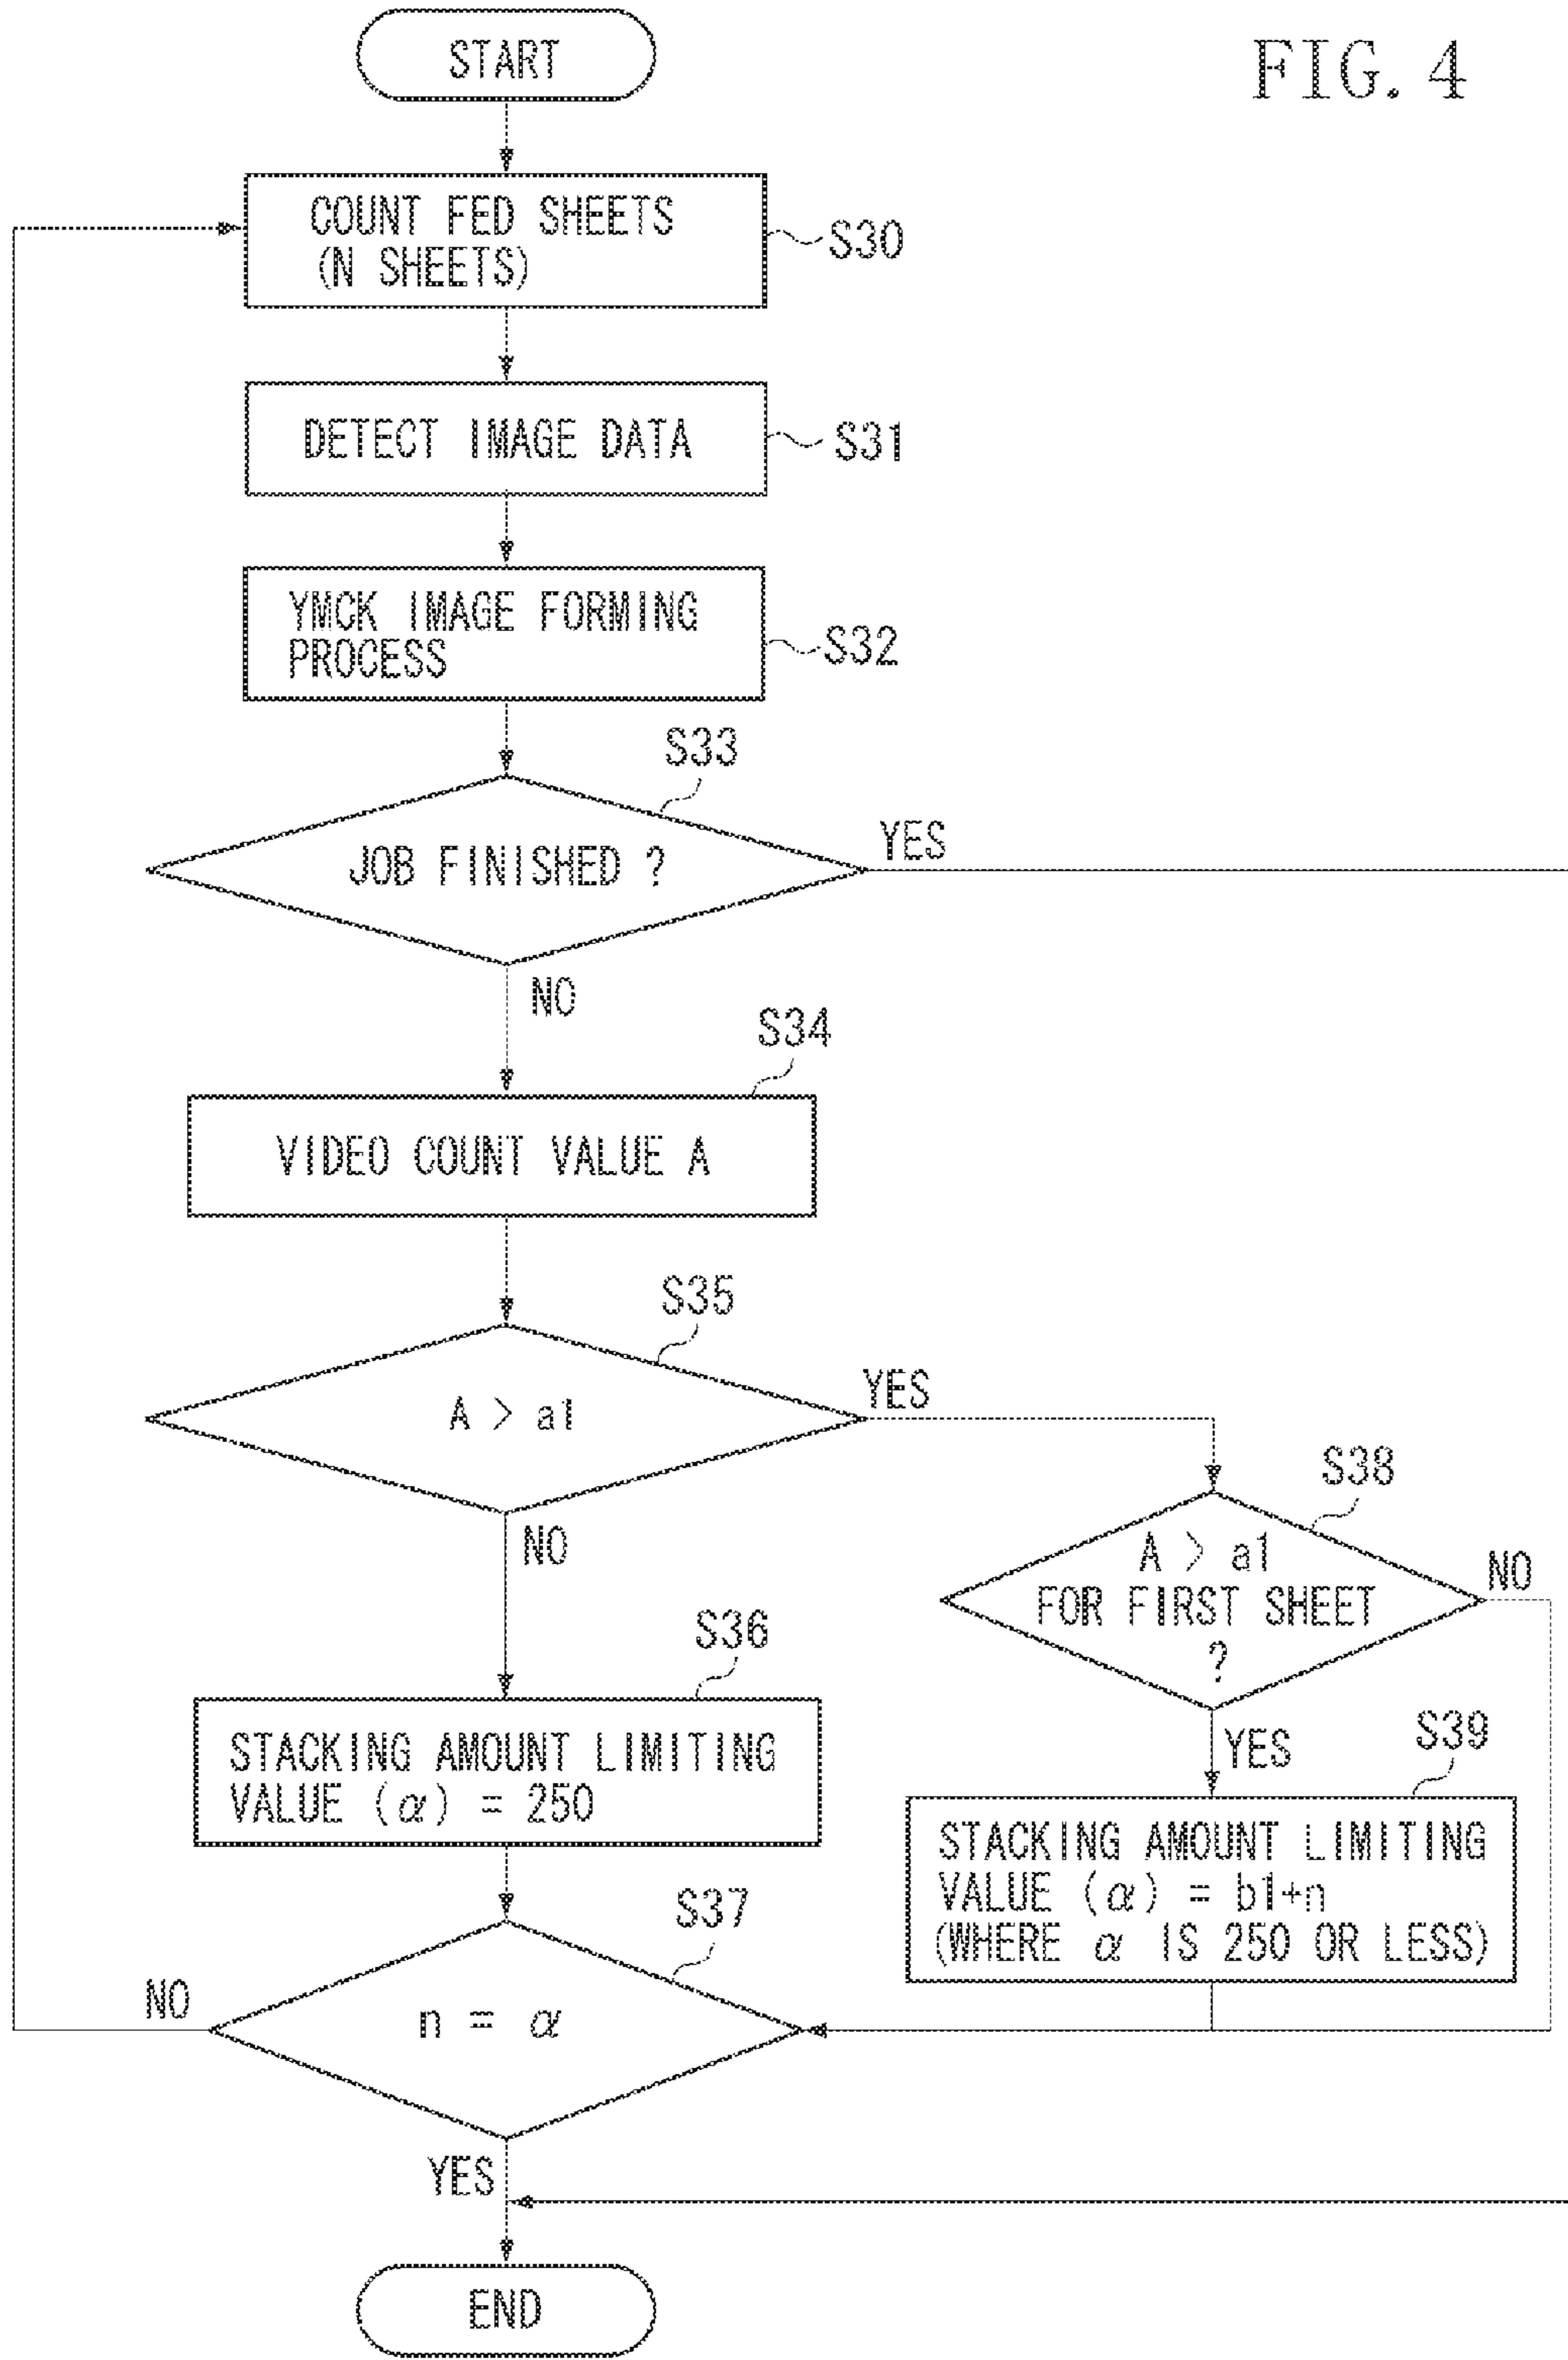 FIG. 4
START
COUNT FED SHEETS
(N SHEETS)
S30
DETECT IMAGE DATA
S31
YMCK IMAGE FORMING
PROCESS
S32
S33
JOB FINISHED ?
YES
NO
S34
VIDEO COUNT VALUE A
S35
A > a1
YES
NO
S38
A > a1
FOR FIRST SHEET
?
NO
YES
S36
STACKING AMOUNT LIMITING
VALUE (α) = 250
S39
STACKING AMOUNT LIMITING
VALUE (α) = b1+n
(WHERE α IS 250 OR LESS)
S37
n = α
NO
YES
END